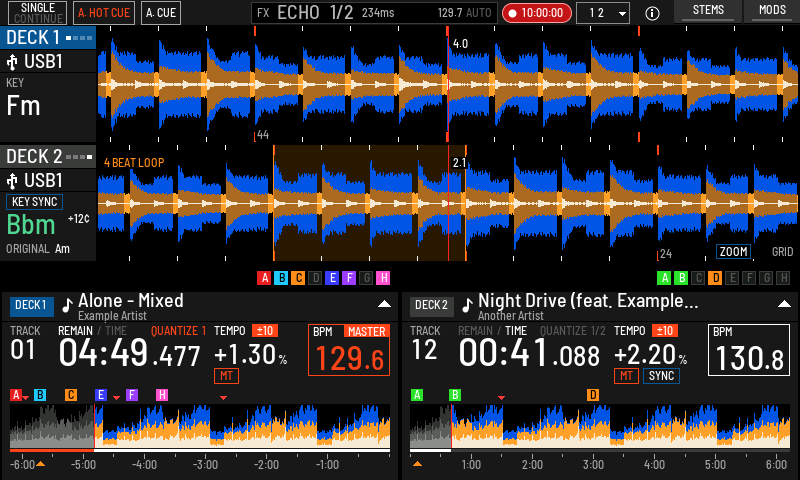 SINGLE
CONTINUE
A. HOT CUE
A. CUE
FX ECHO 1/2 234ms 129.7 AUTO
10:00:00
1 2
STEMS
MODS
DECK 1
USB1
KEY
Fm
4.0
44
DECK 2
USB1
KEY SYNC
Bbm +12¢
ORIGINAL Am
4 BEAT LOOP
2.1
24
ZOOM GRID
A B C D E F G H
A B C D E F G H
DECK 1
Alone - Mixed
Example Artist
TRACK
01
REMAIN / TIME QUANTIZE 1
04:49.477
TEMPO ±10
+1.30%
MT
BPM MASTER
129.6
A B C E F H
-6:00 -5:00 -4:00 -3:00 -2:00 -1:00
DECK 2
Night Drive (feat. Example...
Another Artist
TRACK
12
REMAIN / TIME QUANTIZE 1/2
00:41.088
TEMPO ±10
+2.20%
MT SYNC
BPM
130.8
A B D
1:00 2:00 3:00 4:00 5:00 6:00